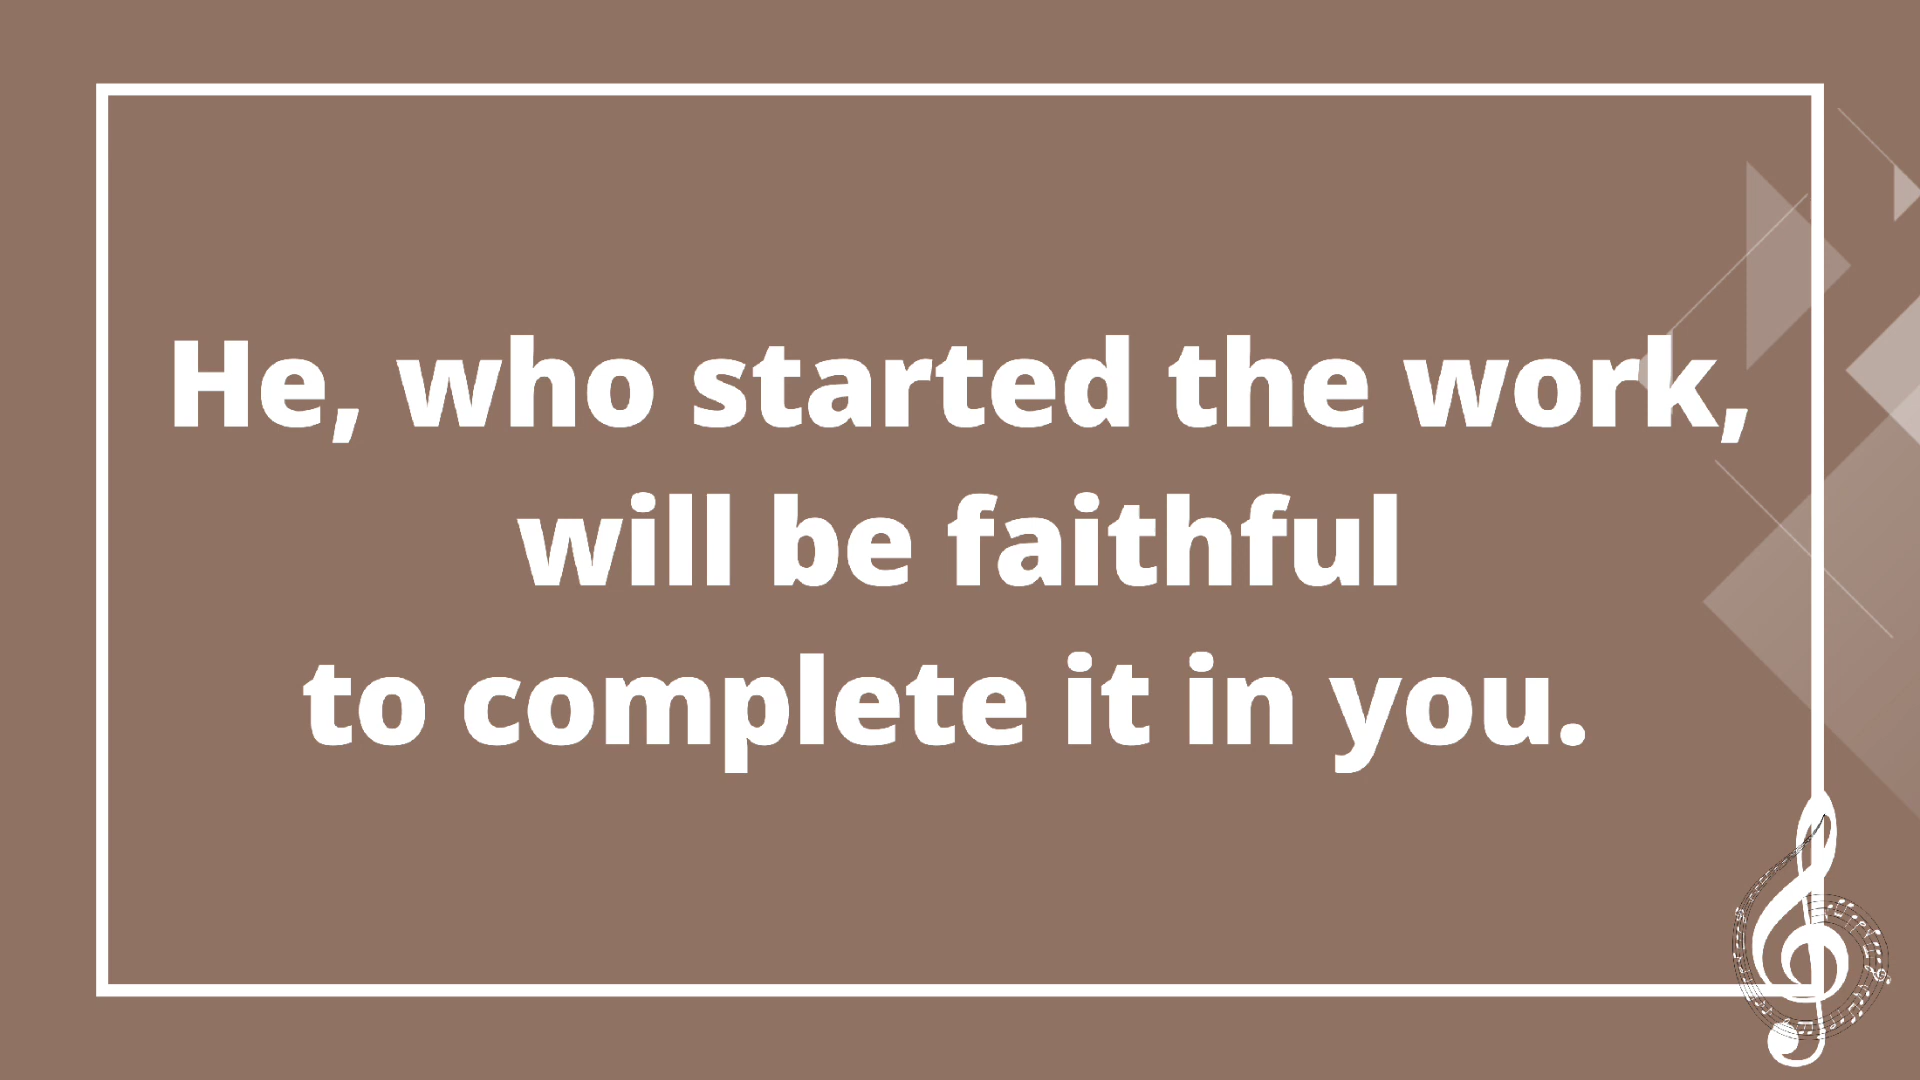 He, who started the work,
will be faithful
to complete it in you.